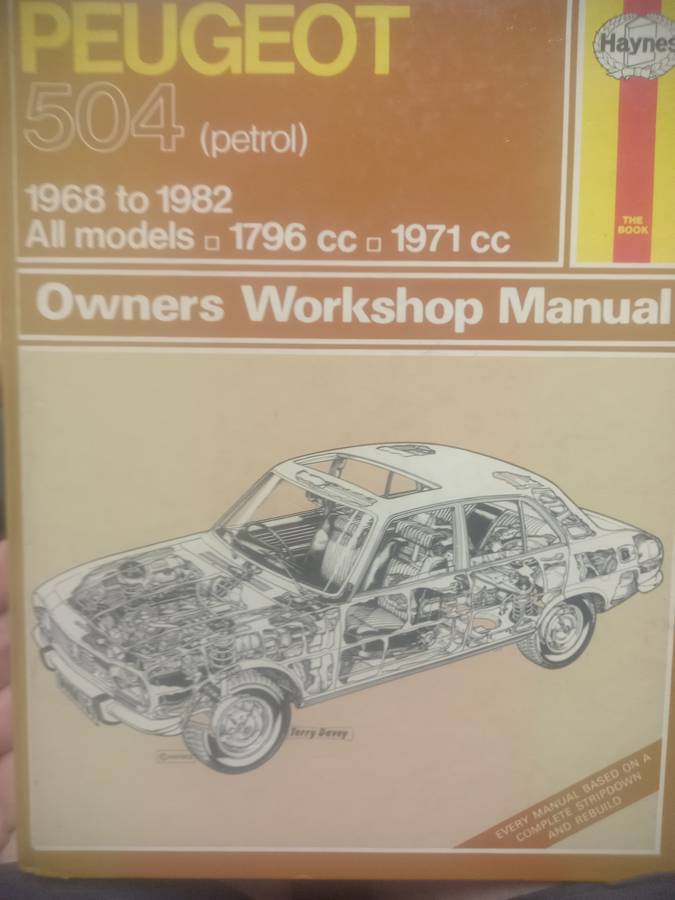 PEUGEOT
504 (petrol)
1968 to 1982
All models □ 1796 cc □ 1971 cc
Haynes
THE
BOOK
Owners Workshop Manual
Terry Davey
EVERY MANUAL BASED ON A
COMPLETE STRIPDOWN
AND REBUILD